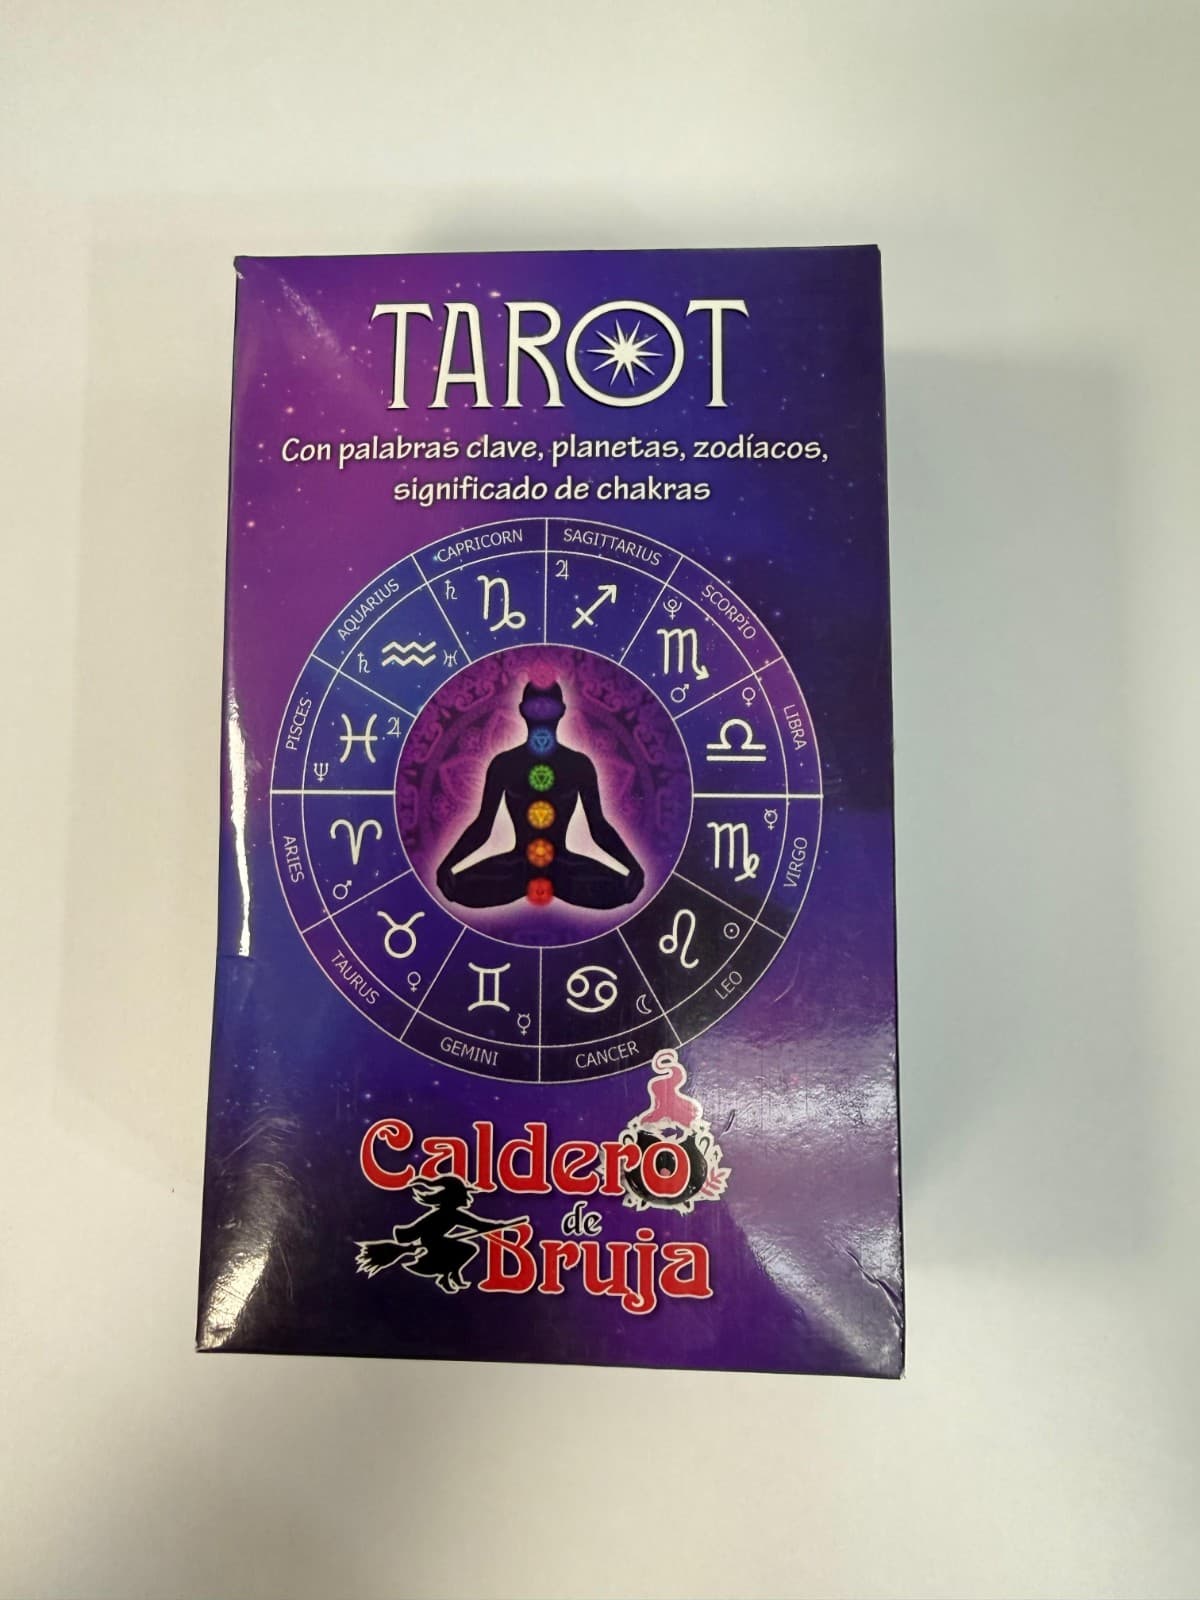 TAROT
Con palabras clave, planetas, zodíacos,
significado de chakras
CAPRICORN
SAGITTARIUS
AQUARIUS
SCORPIO
PISCES
LIBRA
ARIES
VIRGO
TAURUS
LEO
GEMINI
CANCER
Caldero
de
Bruja